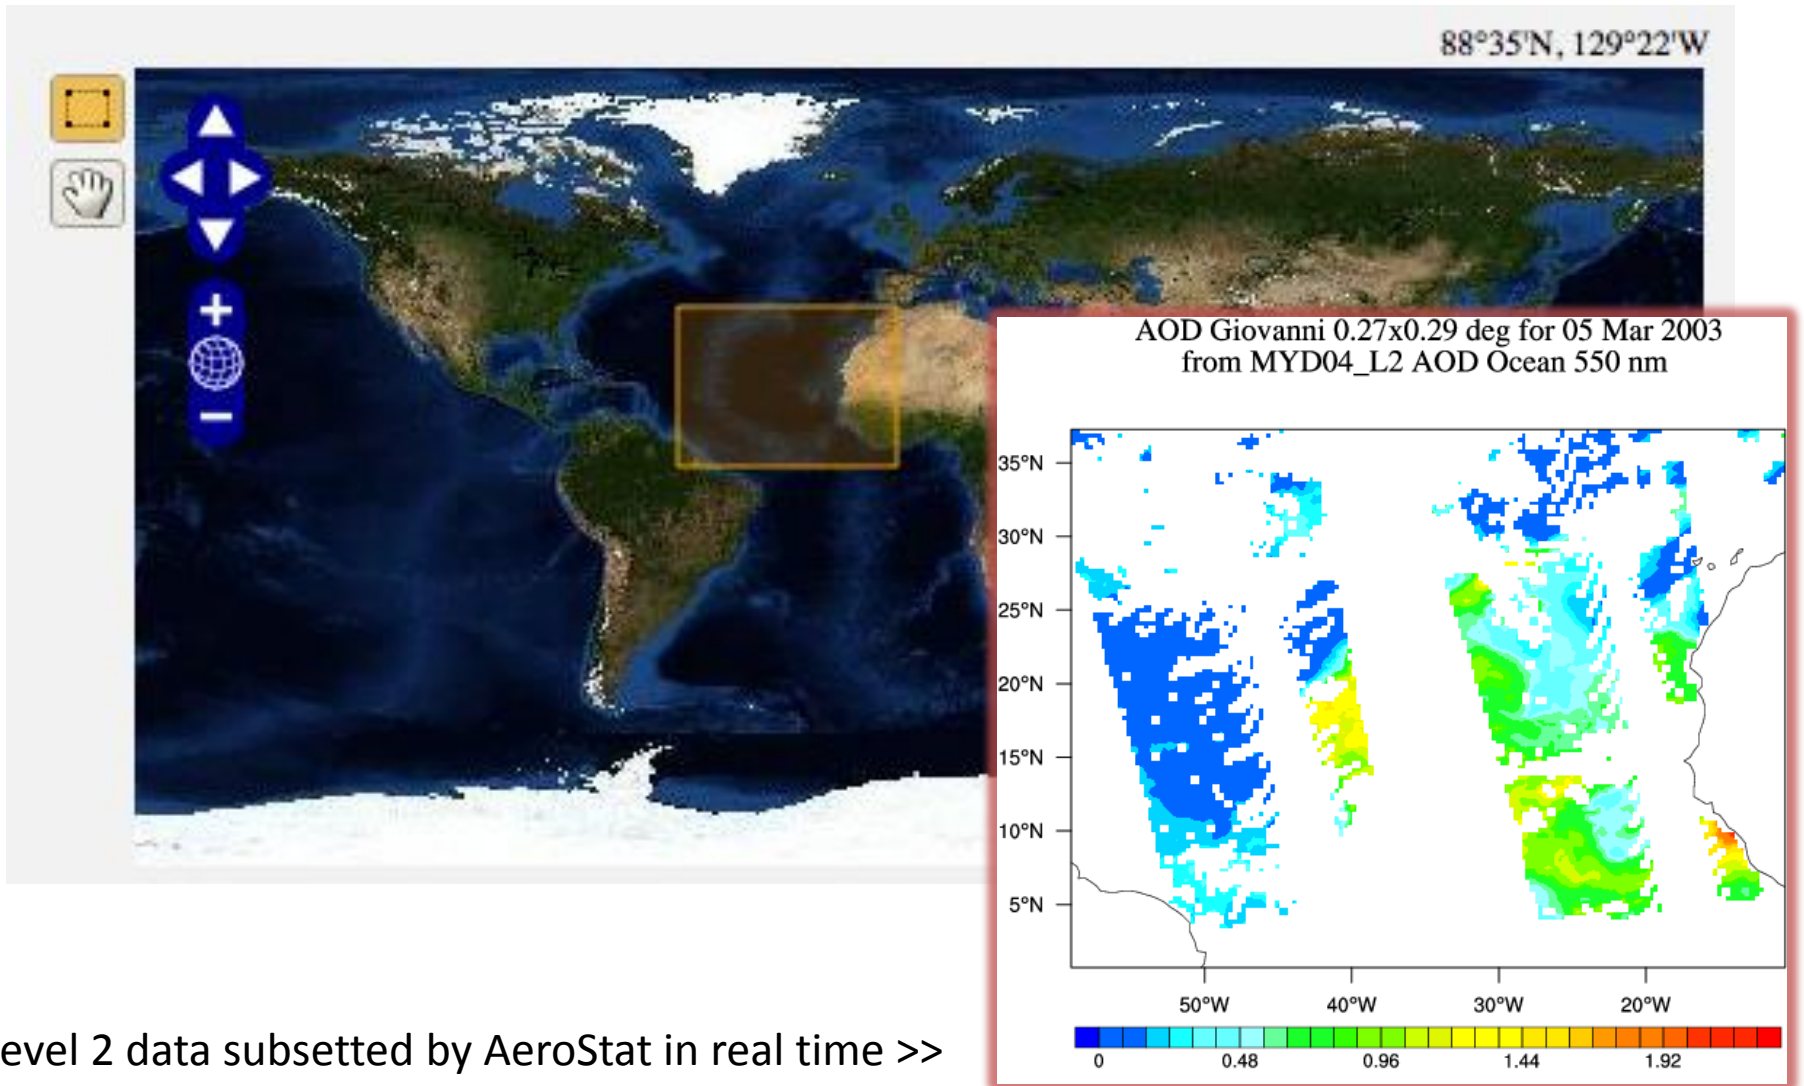 88°35'N, 129°22'W
AOD Giovanni 0.27x0.29 deg for 05 Mar 2003
from MYD04_L2 AOD Ocean 550 nm
35°N
30°N
25°N
20°N
15°N
10°N
5°N
50°W 40°W 30°W 20°W
0 0.48 0.96 1.44 1.92
evel 2 data subsetted by AeroStat in real time >>